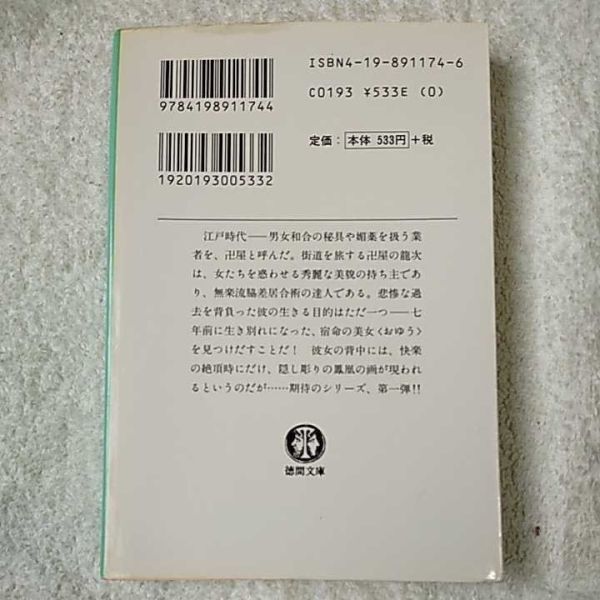 ISBN4-19-891174-6
9784198911744
C0193 ¥533E (0)
定価：本体 533円+税
1920193005332
江戸時代――男女和合の秘具や媚薬を扱う業
者を、卍屋と呼んだ。街道を旅する卍屋の龍次
は、女たちを惑わせる秀麗な美貌の持ち主であ
り、無楽流脇差居合術の達人である。悲惨な過
去を背負った彼の生きる目的はただ一つ――七
年前に生き別れになった、宿命の美女〈おゆう〉
を見つけだすことだ！　彼女の背中には、快楽
の絶頂時にだけ、隠し彫りの鳳凰の画が現われ
るというのだが……期待のシリーズ、第一弾!!
徳間文庫